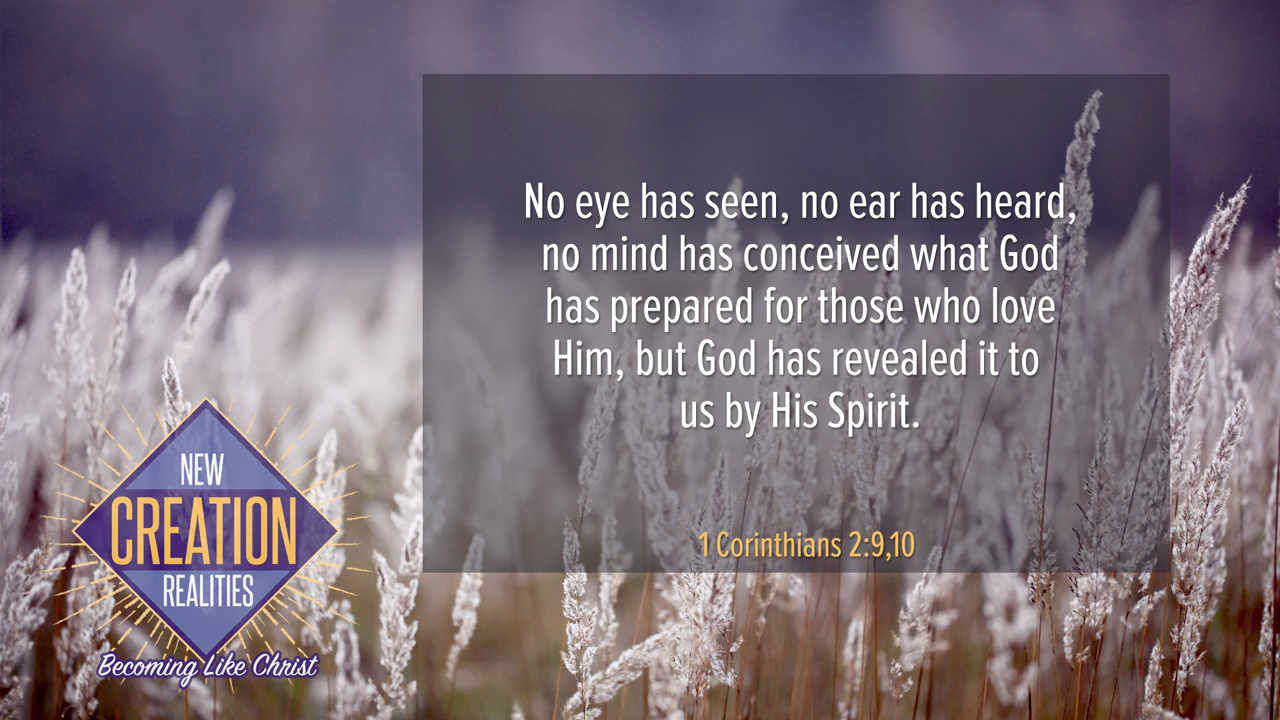 No eye has seen, no ear has heard,
no mind has conceived what God
has prepared for those who love
Him, but God has revealed it to
us by His Spirit.
1 Corinthians 2:9,10
NEW
CREATION
REALITIES
Becoming Like Christ